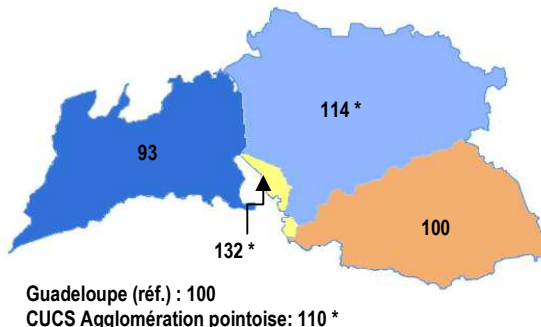 114 *
93
132 *
100
Guadeloupe (réf.) : 100
CUCS Agglomération pointoise: 110 *